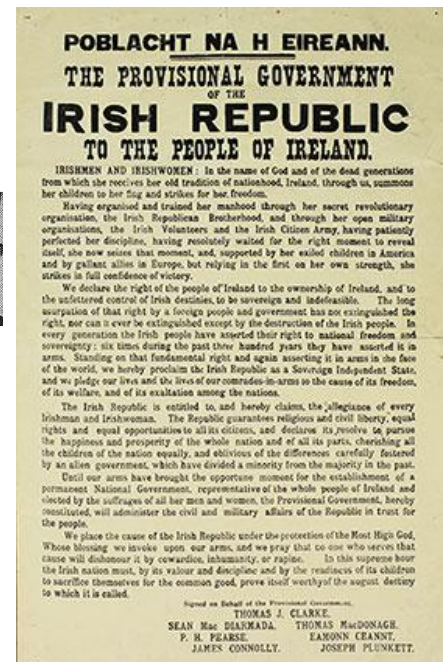 POBLACHT NA H EIREANN.
THE PROVISIONAL GOVERNMENT
OF THE
IRISH REPUBLIC
TO THE PEOPLE OF IRELAND.
IRISHMEN AND IRISHWOMEN : In the name of God and of the dead generations
from which she receives her old tradition of nationhood, Ireland, through us, summons
her children to her flag and strikes for her freedom.
Having organised and trained her manhood through her secret revolutionary
organisation, the Irish Republican Brotherhood, and through her open military
organisations, the Irish Volunteers and the Irish Citizen Army, having patiently
perfected her discipline, having resolutely waited for the right moment to reveal
itself, she now seizes that moment, and, supported by her exiled children in America
and by gallant allies in Europe, but relying in the first on her own strength, she
strikes in full confidence of victory.
We declare the right of the people of Ireland to the ownership of Ireland, and to
the unfettered control of Irish destinies, to be sovereign and indefeasible. The long
usurpation of that right by a foreign people and government has not extinguished the
right, nor can it ever be extinguished except by the destruction of the Irish people. In
every generation the Irish people have asserted their right to national freedom and
sovereignty ; six times during the past three hundred years they have asserted it in
arms. Standing on that fundamental right and again asserting it in arms in the face
of the world, we hereby proclaim the Irish Republic as a Sovereign Independent State,
and we pledge our lives and the lives of our comrades-in-arms to the cause of its freedom,
of its welfare, and of its exaltation among the nations.
The Irish Republic is entitled to, and hereby claims, the allegiance of every
Irishman and Irishwoman. The Republic guarantees religious and civil liberty, equal
rights and equal opportunities to all its citizens, and declares its resolve to pursue
the happiness and prosperity of the whole nation and of all its parts, cherishing all
the children of the nation equally, and oblivious of the differences carefully fostered
by an alien government, which have divided a minority from the majority in the past.
Until our arms have brought the opportune moment for the establishment of a
permanent National Government, representative of the whole people of Ireland and
elected by the suffrages of all her men and women, the Provisional Government, hereby
constituted, will administer the civil and military affairs of the Republic in trust for
the people.
We place the cause of the Irish Republic under the protection of the Most High God,
Whose blessing we invoke upon our arms, and we pray that no one who serves that
cause will dishonour it by cowardice, inhumanity, or rapine. In this supreme hour
the Irish nation must, by its valour and discipline and by the readiness of its children
to sacrifice themselves for the common good, prove itself worthy of the august destiny
to which it is called.
Signed on Behalf of the Provisional Government,
THOMAS J. CLARKE.
SEAN Mac DIARMADA. THOMAS MacDONAGH.
P. H. PEARSE. EAMONN CEANNT,
JAMES CONNOLLY. JOSEPH PLUNKETT.